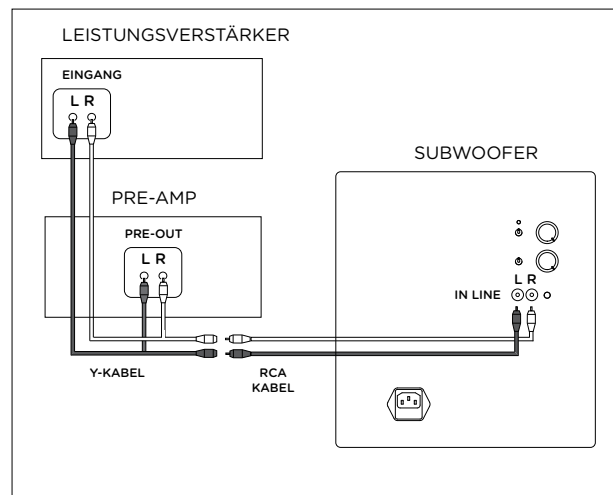 LEISTUNGSVERSTÄRKER
EINGANG
L R
SUBWOOFER
PRE-AMP
PRE-OUT
L R
L R
IN LINE
Y-KABEL
RCA
KABEL